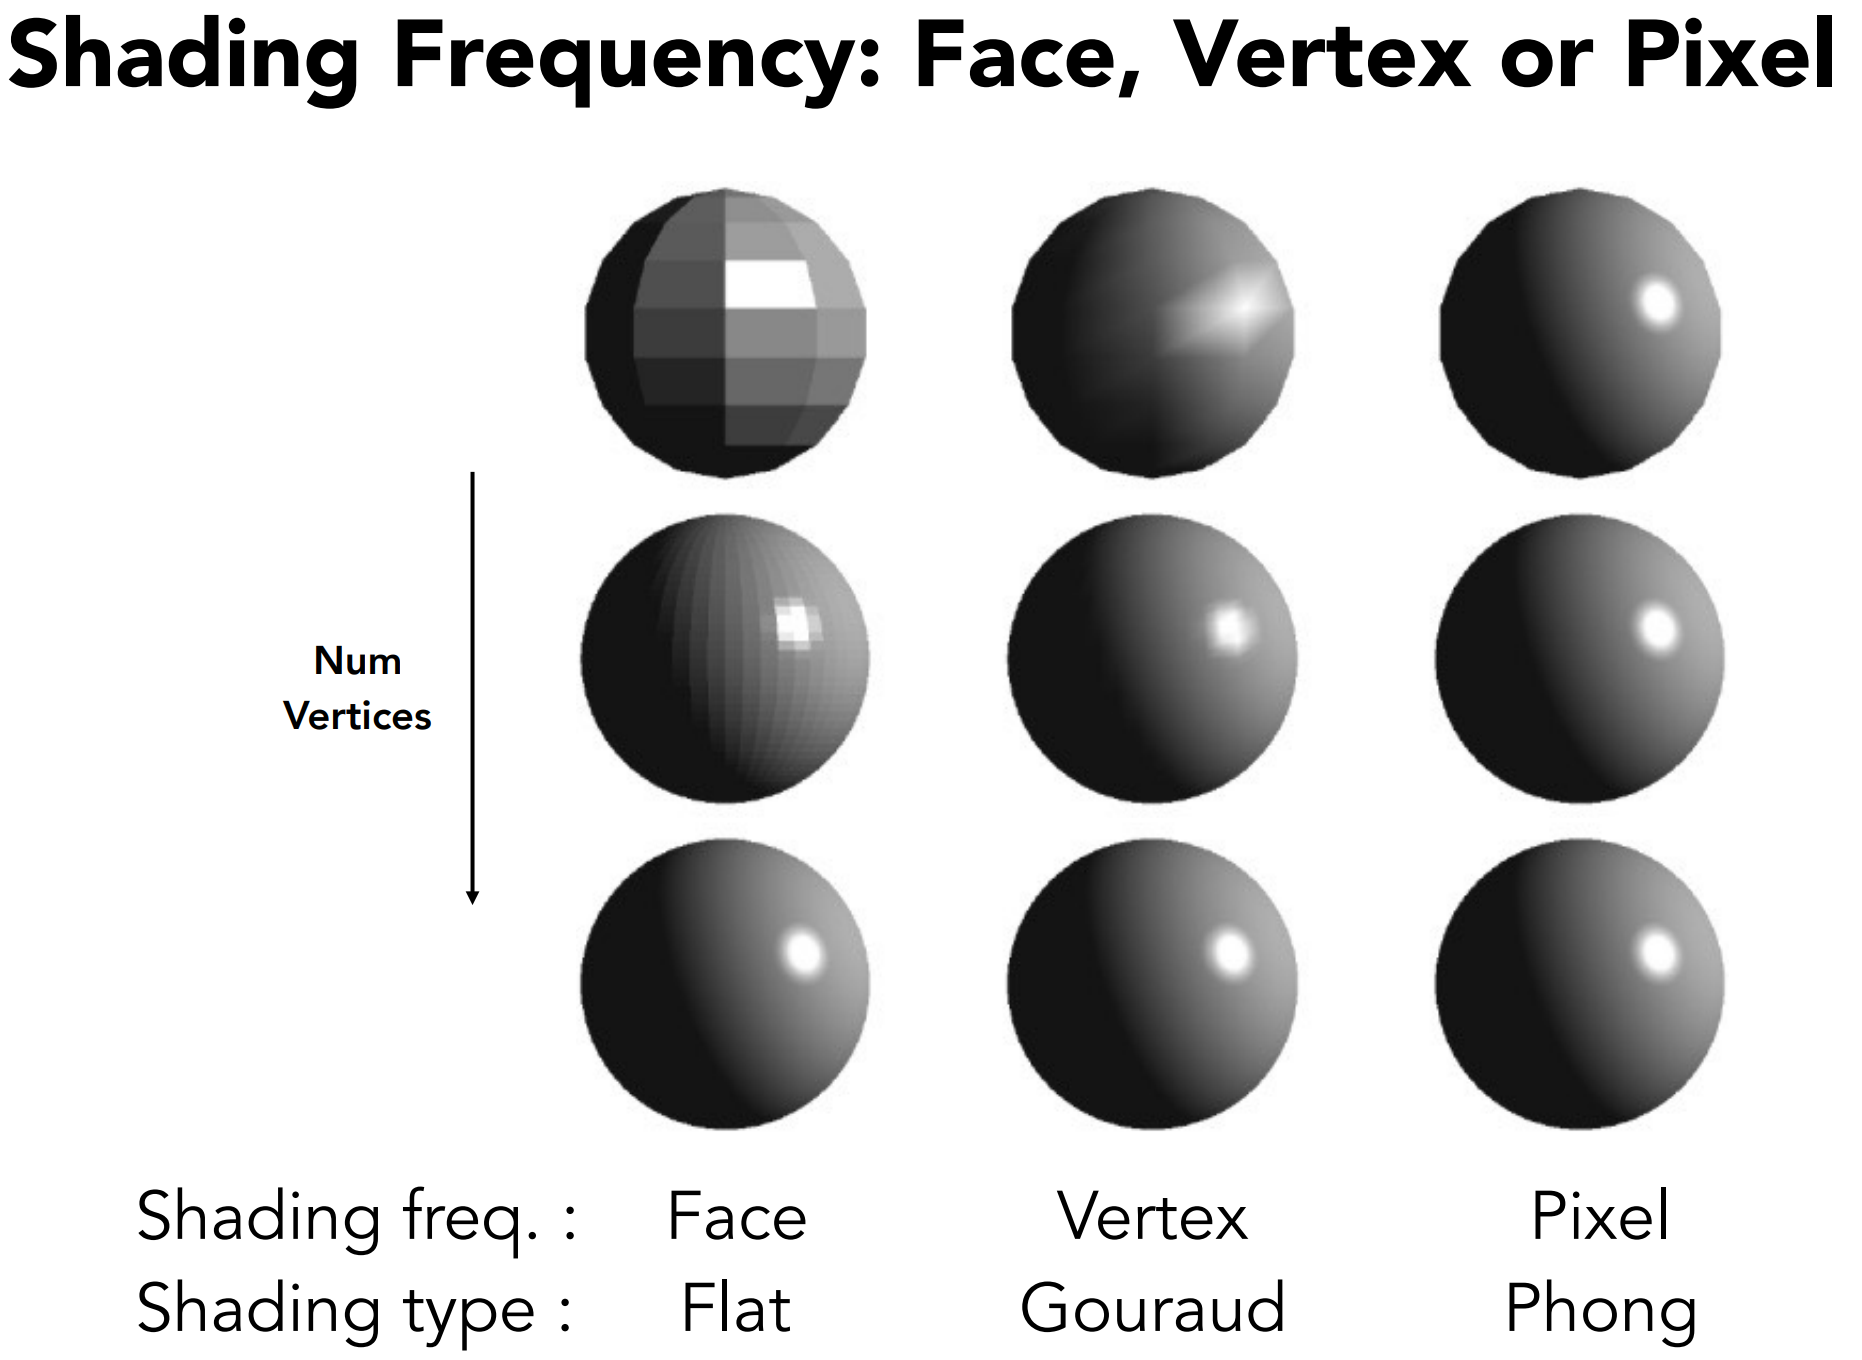 Shading Frequency: Face, Vertex or Pixel
Num
Vertices
Shading freq. : Face Vertex Pixel
Shading type : Flat Gouraud Phong